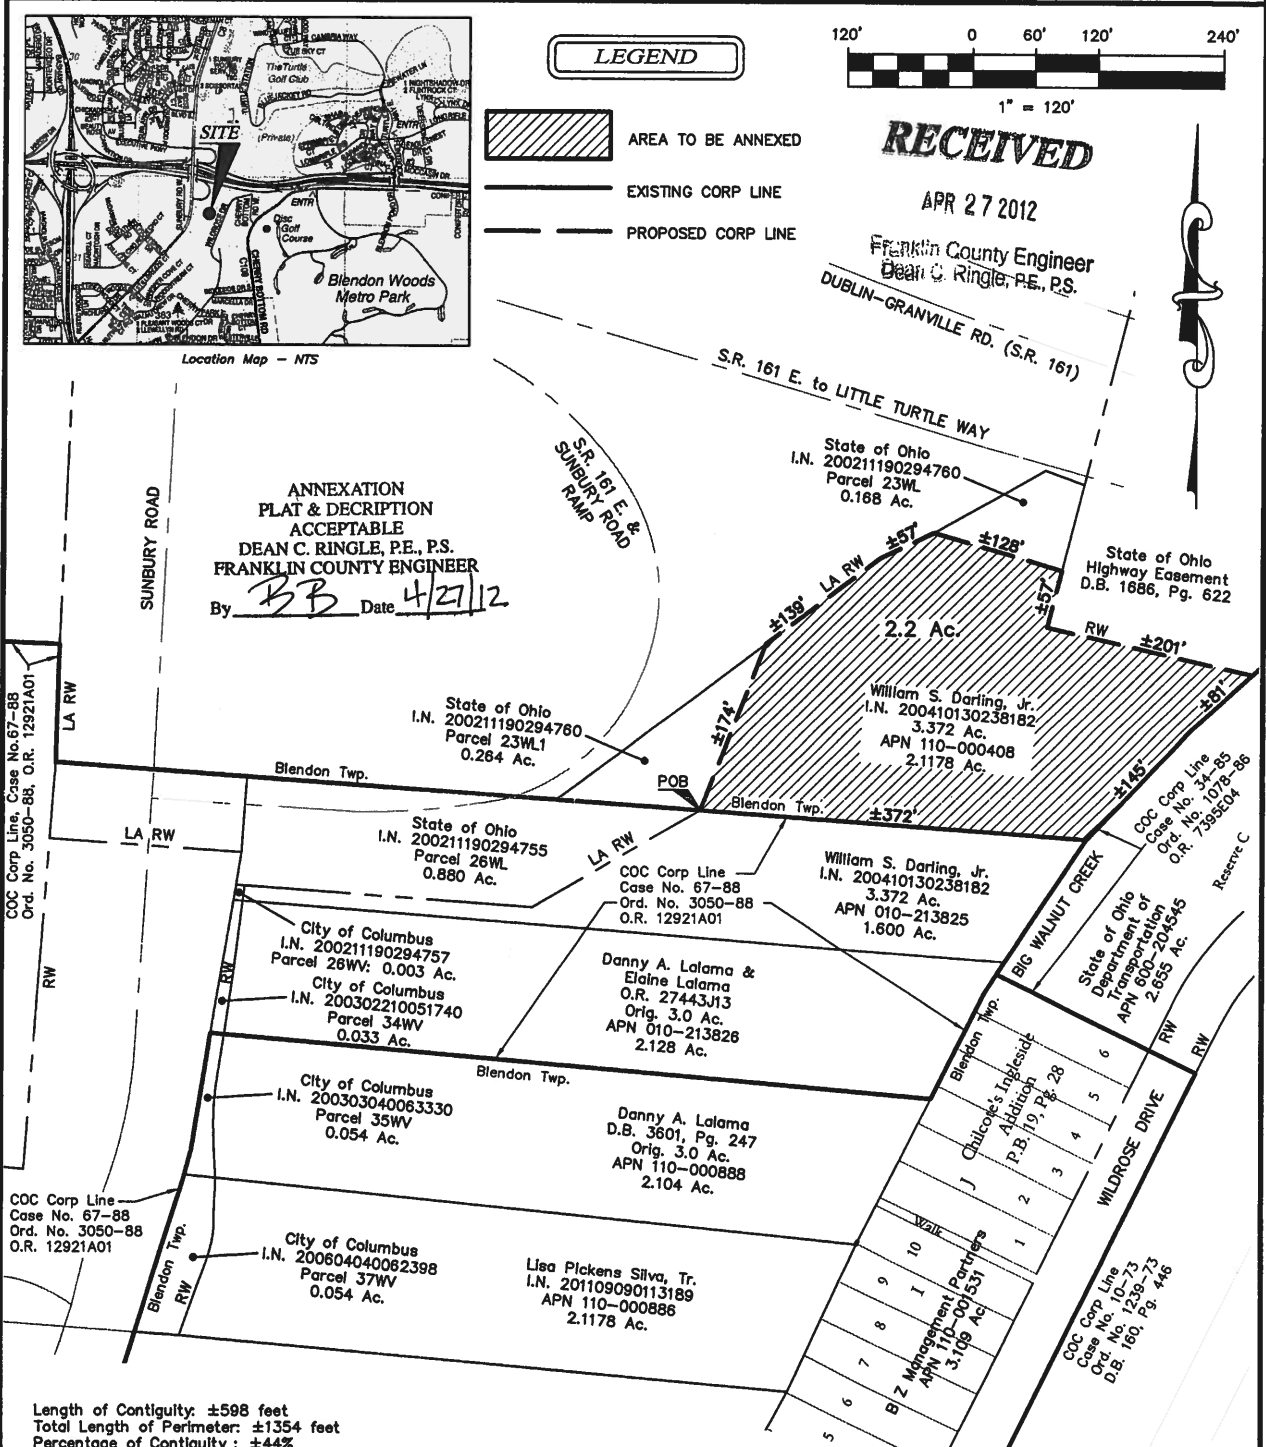 LEGEND
AREA TO BE ANNEXED
EXISTING CORP LINE
PROPOSED CORP LINE
120' 0 60' 120' 240'
1" = 120'
RECEIVED
APR 27 2012
Franklin County Engineer
Dean C. Ringle, P.E., P.S.
SITE
The Turtle
Golf Club
(Private)
ENTR
Disc
Golf
Course
Blendon Woods
Metro Park
CHERRY BOTTOM RD
Location Map - NTS
DUBLIN-GRANVILLE RD. (S.R. 161)
S.R. 161 E. to LITTLE TURTLE WAY
S.R. 161 E. &
SUNBURY ROAD
RAMP
SUNBURY ROAD
ANNEXATION
PLAT & DECRIPTION
ACCEPTABLE
DEAN C. RINGLE, P.E., P.S.
FRANKLIN COUNTY ENGINEER
By BB Date 4/27/12
State of Ohio
I.N. 200211190294760
Parcel 23WL
0.168 Ac.
State of Ohio
Highway Easement
D.B. 1686, Pg. 622
±57'
±128'
±57'
RW
±201'
±81'
±145'
±372'
±174'
±139'
LA RW
2.2 Ac.
William S. Darling, Jr.
I.N. 200410130238182
3.372 Ac.
APN 110-000408
2.1178 Ac.
State of Ohio
I.N. 200211190294760
Parcel 23WL1
0.264 Ac.
POB
Blendon Twp.
Blendon Twp.
LA RW
COC Corp Line, Case No.67-88
Ord. No. 3050-88, O.R. 12921A01
LA RW
RW
State of Ohio
I.N. 200211190294755
Parcel 26WL
0.880 Ac.
LA RW
COC Corp Line
Case No. 67-88
Ord. No. 3050-88
O.R. 12921A01
William S. Darling, Jr.
I.N. 200410130238182
3.372 Ac.
APN 010-213825
1.600 Ac.
BIG WALNUT CREEK
COC Corp Line
Case No. 34-85
Ord. No. 1078-86
O.R. 7395E04
Reserve C
State of Ohio
Department of
Transportation
APN 600-204545
2.655 Ac.
RW
RW
City of Columbus
I.N. 200211190294757
Parcel 26WV: 0.003 Ac.
City of Columbus
I.N. 200302210051740
Parcel 34WV
0.033 Ac.
RW
Danny A. Lalama &
Elaine Lalama
O.R. 27443J13
Orig. 3.0 Ac.
APN 010-213826
2.128 Ac.
Blendon Twp.
Blendon Twp.
City of Columbus
I.N. 200303040063330
Parcel 35WV
0.054 Ac.
Danny A. Lalama
D.B. 3601, Pg. 247
Orig. 3.0 Ac.
APN 110-000888
2.104 Ac.
Chilcote's Ingleside
Addition
P.B. 19, Pg. 28
6
5
4
3
2
1
J
WILDROSE DRIVE
COC Corp Line
Case No. 67-88
Ord. No. 3050-88
O.R. 12921A01
Blendon Twp.
RW
City of Columbus
I.N. 200604040062398
Parcel 37WV
0.054 Ac.
Lisa Pickens Silva, Tr.
I.N. 201109090113189
APN 110-000886
2.1178 Ac.
Walk
10
9
I
8
7
6
5
B Z Management Partners
APN 110-001531
3.109 Ac.
COC Corp Line
Case No. 10-73
Ord. No. 1239-73
D.B. 160, Pg. 446
Length of Contiguity: ±598 feet
Total Length of Perimeter: ±1354 feet
Percentage of Contiguity : ±44%